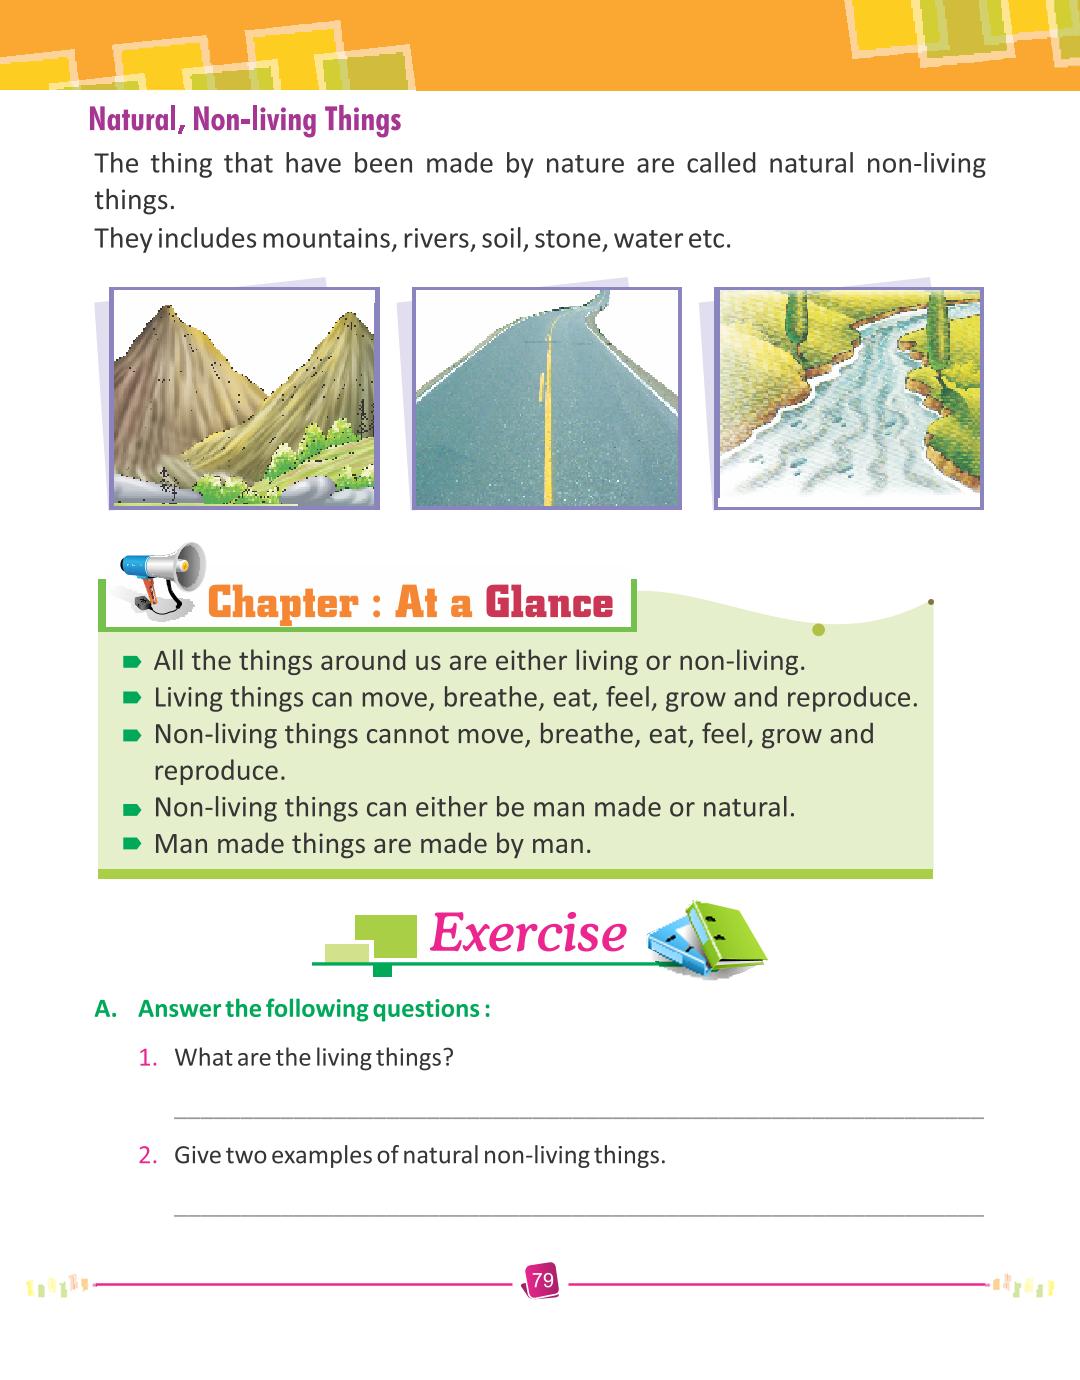 Natural, Non-living Things
The thing that have been made by nature are called natural non-living
things.
They includes mountains, rivers, soil, stone, water etc.
Chapter : At a Glance
All the things around us are either living or non-living.
Living things can move, breathe, eat, feel, grow and reproduce.
Non-living things cannot move, breathe, eat, feel, grow and
reproduce.
Non-living things can either be man made or natural.
Man made things are made by man.
Exercise
A. Answer the following questions :
1. What are the living things?
2. Give two examples of natural non-living things.
79